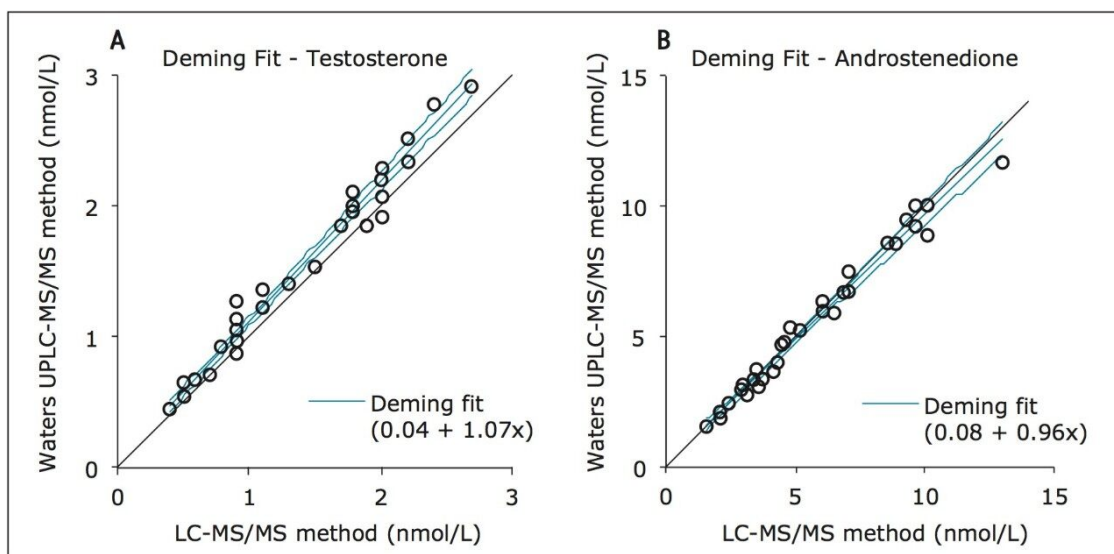 A
Deming Fit - Testosterone
Waters UPLC-MS/MS method (nmol/L)
3
2
1
0
Deming fit
(0.04 + 1.07x)
0
1
2
3
LC-MS/MS method (nmol/L)
B
Deming Fit - Androstenedione
Waters UPLC-MS/MS method (nmol/L)
15
10
5
0
Deming fit
(0.08 + 0.96x)
0
5
10
15
LC-MS/MS method (nmol/L)